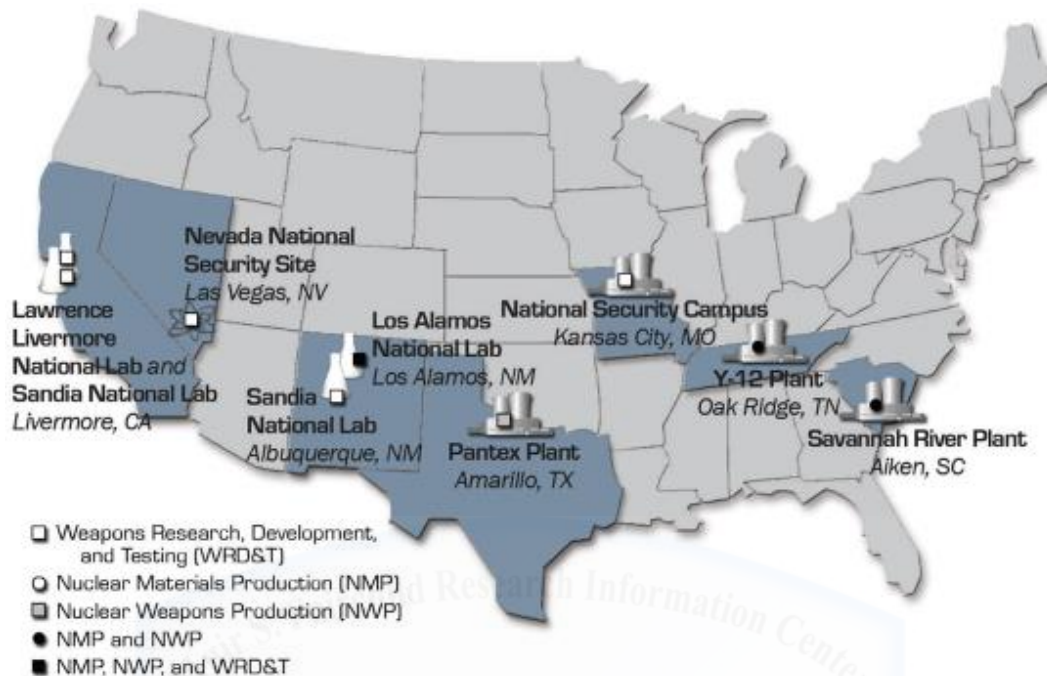 Nevada National
Security Site
Las Vegas, NV
Lawrence
Livermore
National Lab and
Sandia National Lab
Livermore, CA
Los Alamos
National Lab
Los Alamos, NM
Sandia
National Lab
Albuquerque, NM
Pantex Plant
Amarillo, TX
National Security Campus
Kansas City, MO
Y-12 Plant
Oak Ridge, TN
Savannah River Plant
Aiken, SC
Weapons Research, Development,
and Testing (WRD&T)
Nuclear Materials Production (NMP)
Nuclear Weapons Production (NWP)
NMP and NWP
NMP, NWP, and WRD&T
Research Information Center